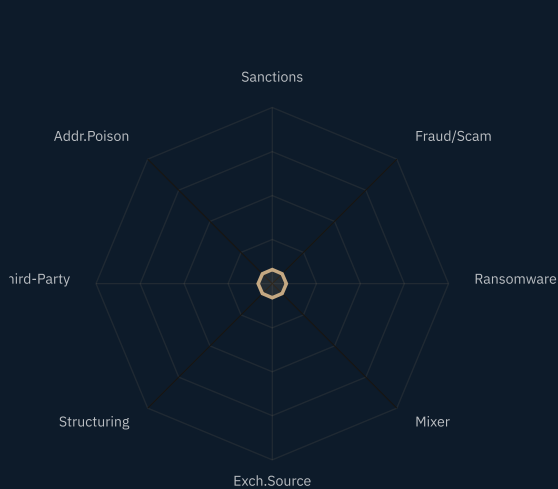 Sanctions
Addr.Poison
Fraud/Scam
hird-Party
Ransomware
Structuring
Mixer
Exch.Source